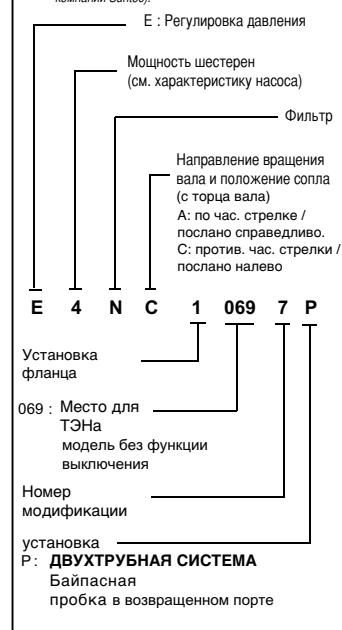 компании Suntec).
Е : Регулировка давления
Мощность шестерен
(см. характеристику насоса)
Фильтр
Направление вращения
вала и положение сопла
(с торца вала)
А: по час. стрелке /
послано справедливо.
С: против. час. стрелки /
послано налево
E 4 N C 1 069 7 P
Установка
фланца
069 : Место для
ТЭНа
модель без функции
выключения
Номер
модификации
установка
Р: ДВУХТРУБНАЯ СИСТЕМА
Байпасная
пробка в возвращенном порте